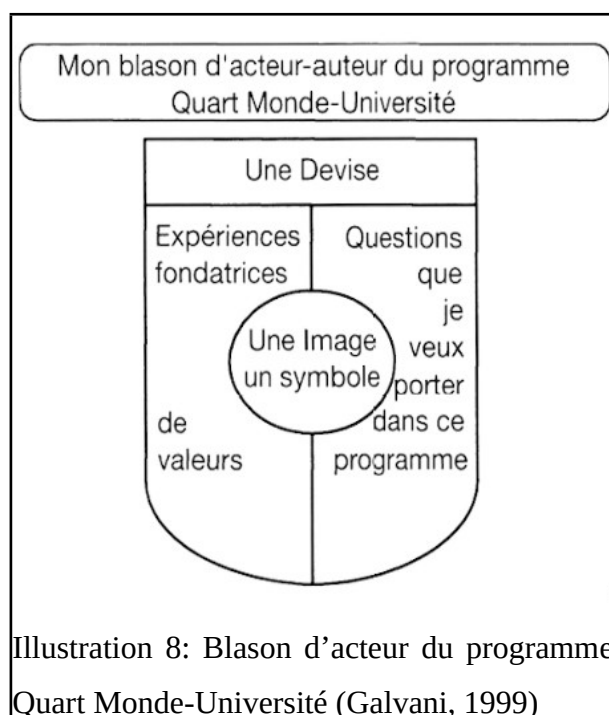 Mon blason d'acteur-auteur du programme
Quart Monde-Université
Une Devise
Expériences
fondatrices
de
valeurs
Une Image
un symbole
Questions
que
je
veux
porter
dans ce
programme
Illustration 8: Blason d’acteur du programme
Quart Monde-Université (Galvani, 1999)